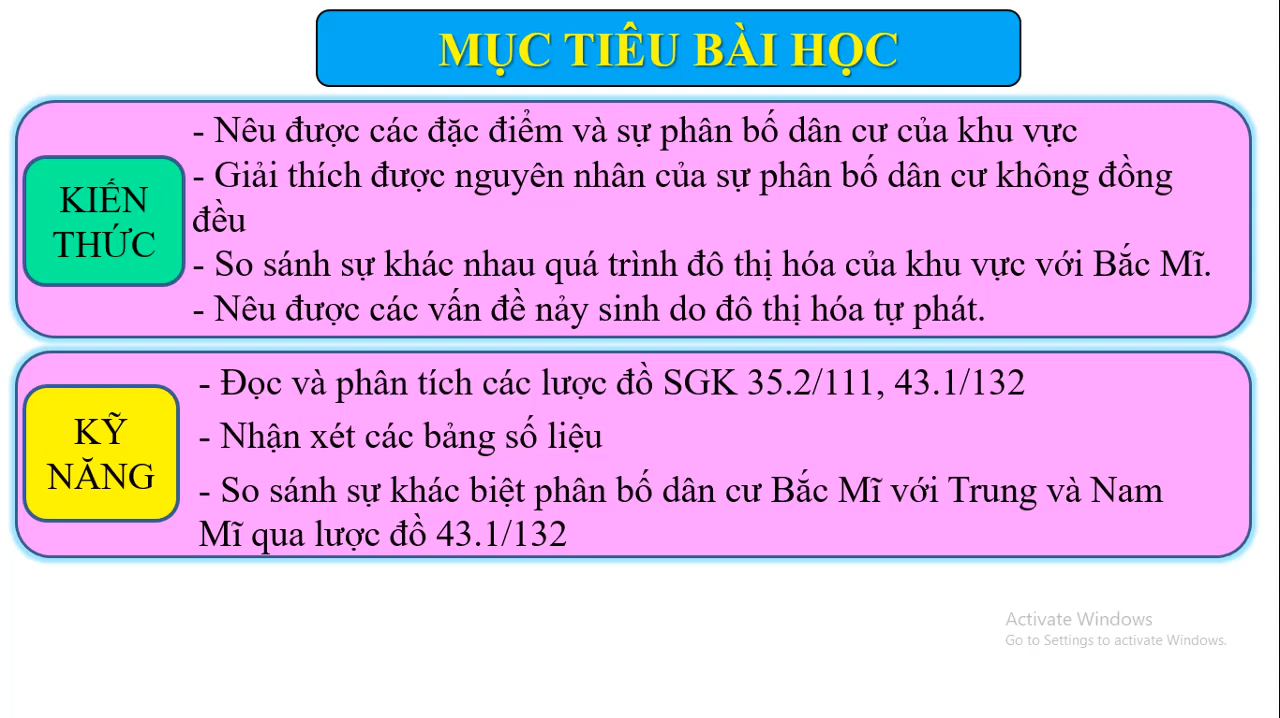 MỤC TIÊU BÀI HỌC
KIẾN
THỨC
- Nêu được các đặc điểm và sự phân bố dân cư của khu vực
- Giải thích được nguyên nhân của sự phân bố dân cư không đồng
đều
- So sánh sự khác nhau quá trình đô thị hóa của khu vực với Bắc Mĩ.
- Nêu được các vấn đề nảy sinh do đô thị hóa tự phát.
KỸ
NĂNG
- Đọc và phân tích các lược đồ SGK 35.2/111, 43.1/132
- Nhận xét các bảng số liệu
- So sánh sự khác biệt phân bố dân cư Bắc Mĩ với Trung và Nam
Mĩ qua lược đồ 43.1/132
Activate Windows
Go to Settings to activate Windows.